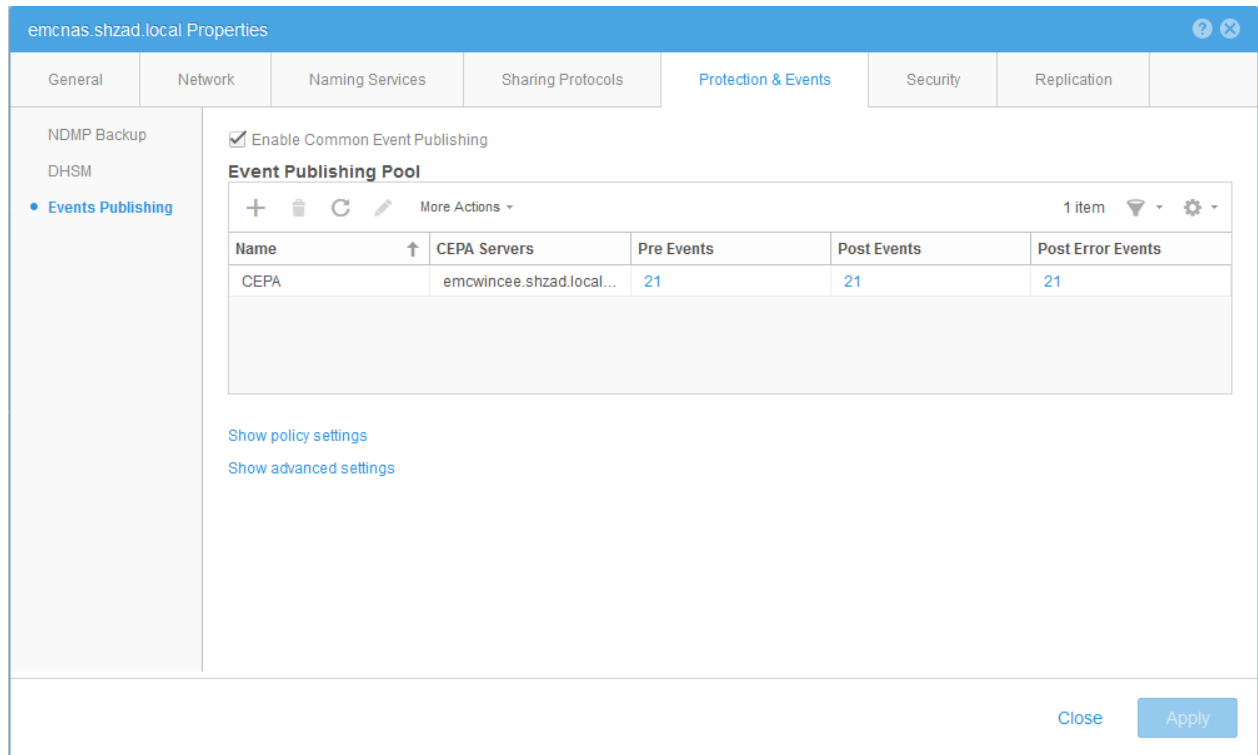 emcnas.shzad.local Properties
General Network Naming Services Sharing Protocols Protection & Events Security Replication
NDMP Backup
DHSM
Events Publishing
Enable Common Event Publishing
Event Publishing Pool
More Actions 1 item
Name CEPA Servers Pre Events Post Events Post Error Events
CEPA emcwincee.shzad.local... 21 21 21
Show policy settings
Show advanced settings
Close Apply